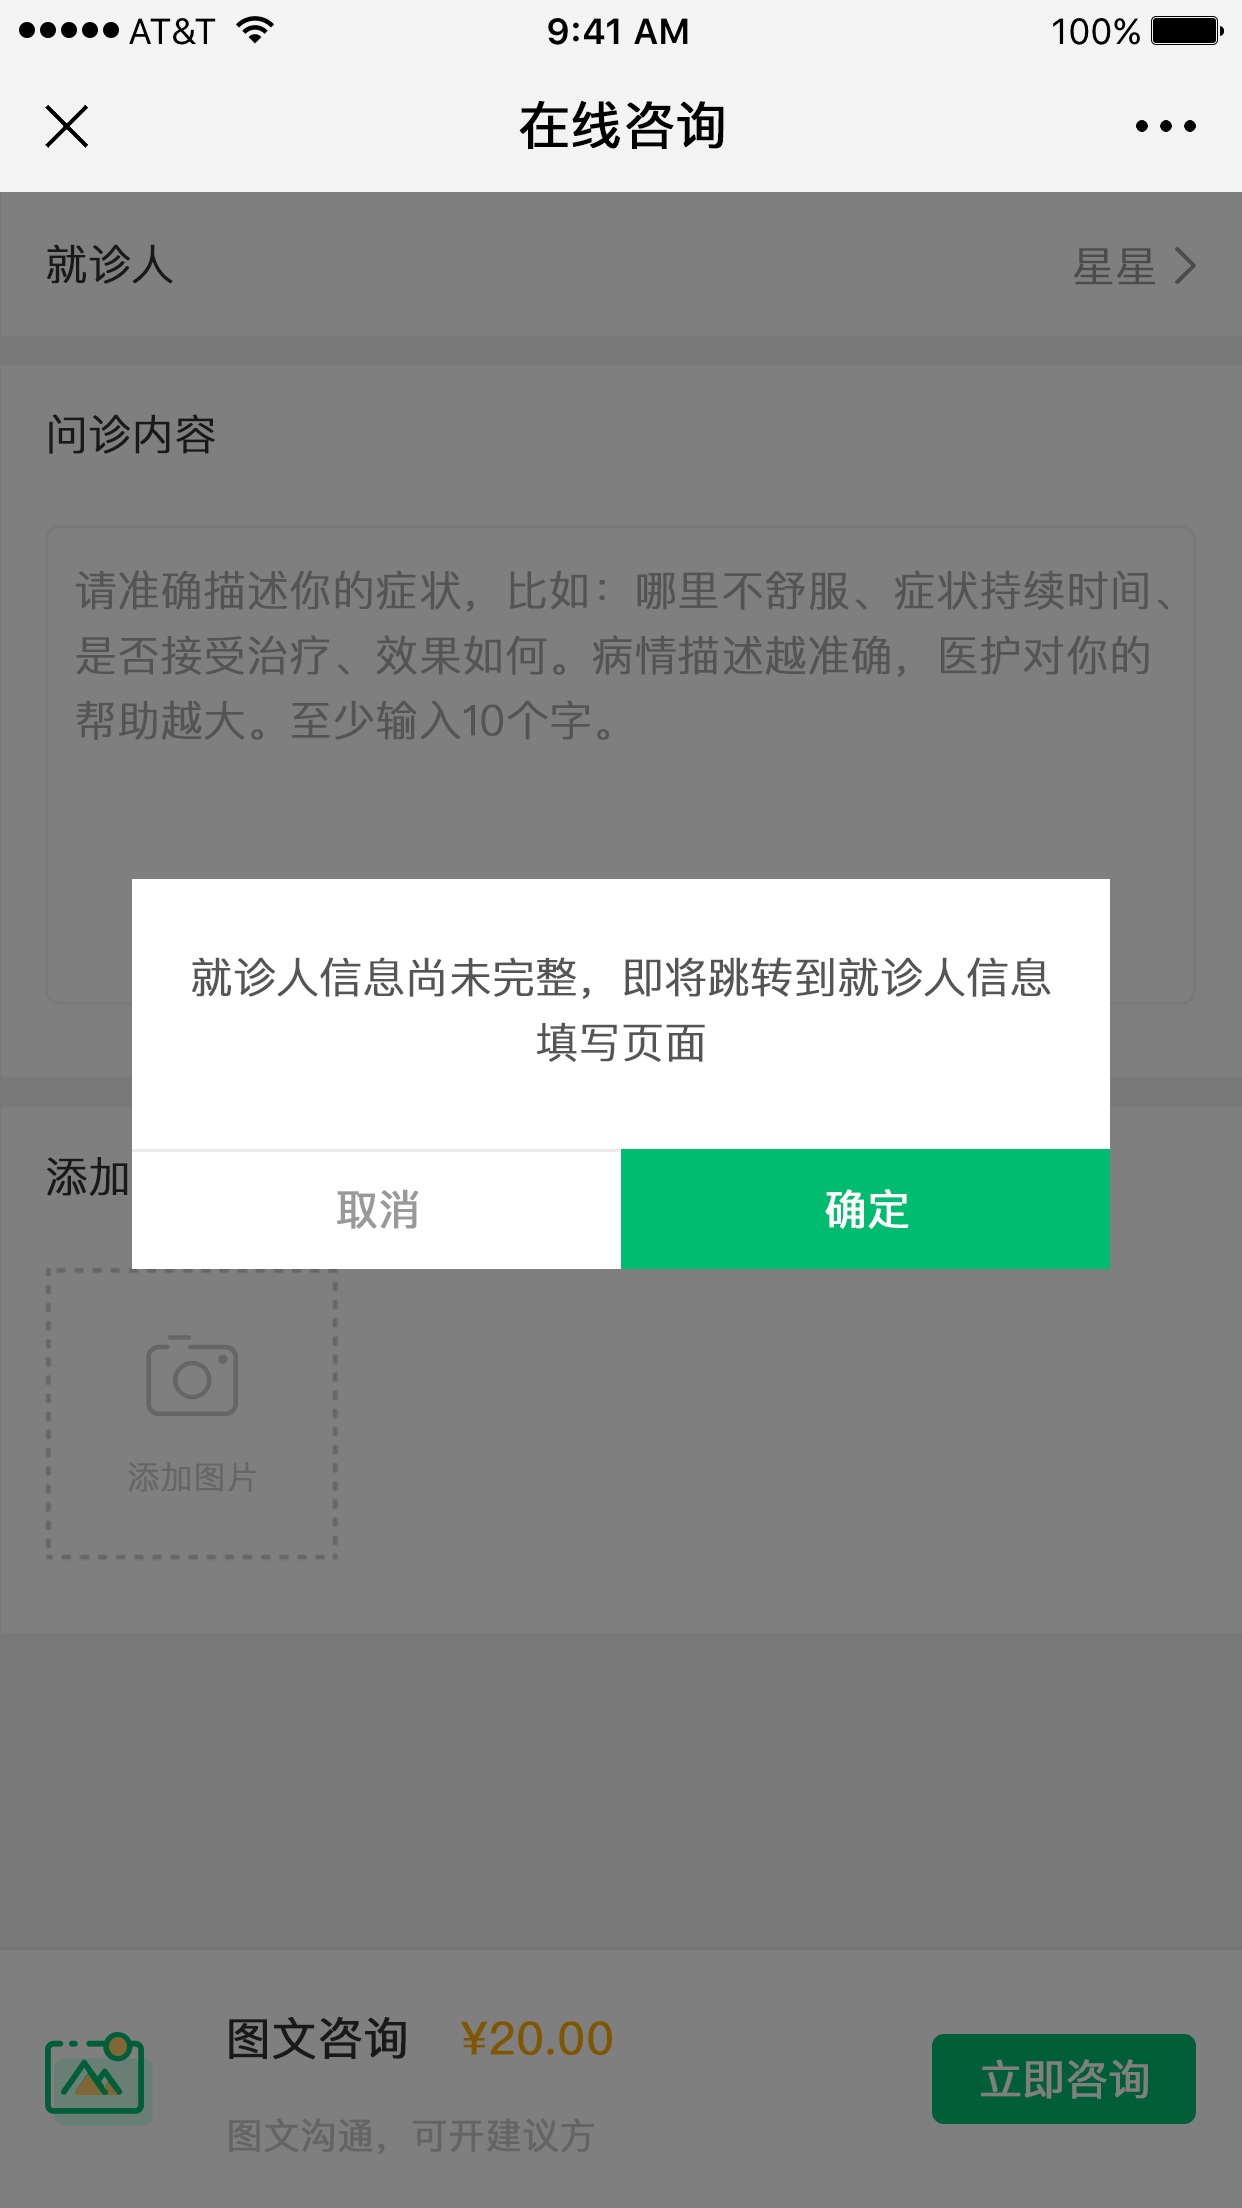 AT&T 9:41 AM 100%
在线咨询
就诊人 星星
问诊内容
请准确描述你的症状，比如：哪里不舒服、症状持续时间、
是否接受治疗、效果如何。病情描述越准确，医护对你的
帮助越大。至少输入10个字。
就诊人信息尚未完整，即将跳转到就诊人信息
填写页面
取消 确定
添加
添加图片
图文咨询 ¥20.00
图文沟通，可开建议方
立即咨询